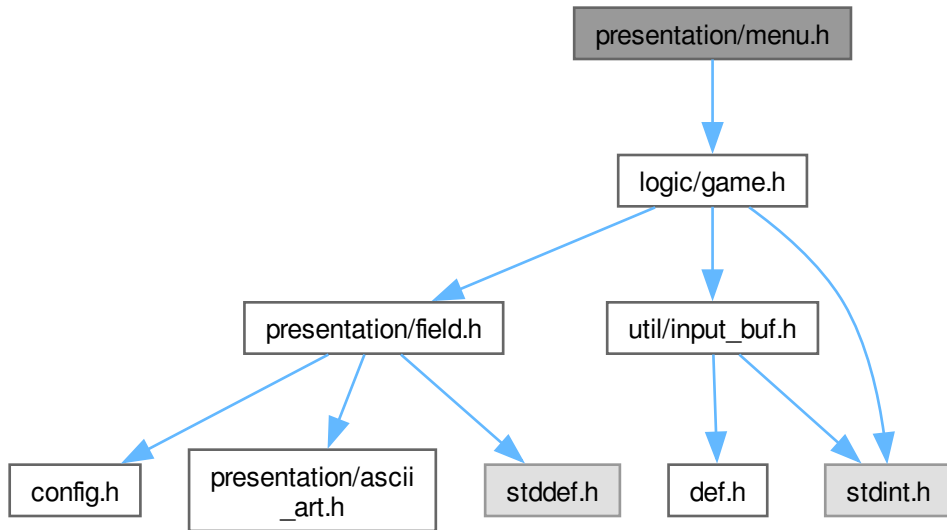 presentation/menu.h
logic/game.h
presentation/field.h
util/input_buf.h
config.h
presentation/ascii
_art.h
stddef.h
def.h
stdint.h